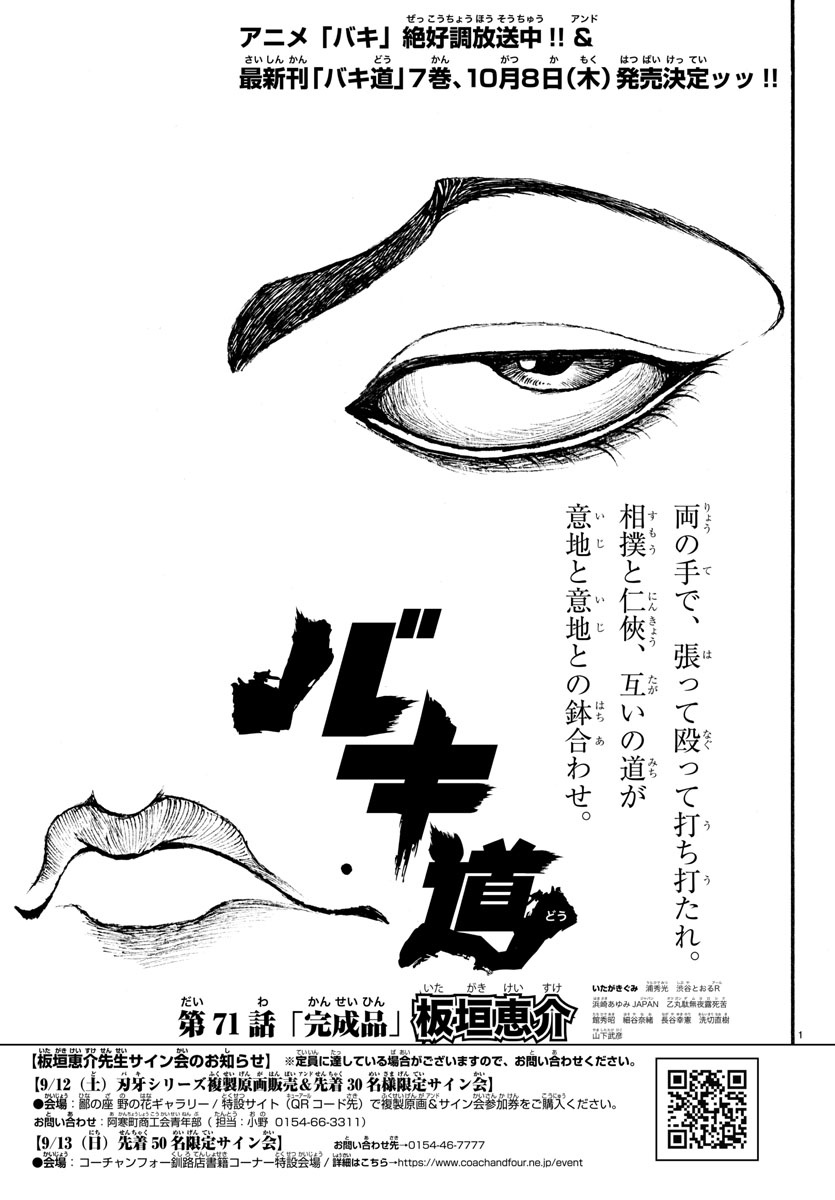 アニメ「バキ」絶好調放送中!!&
最新刊「バキ道」7巻、10月8日(木)発売決定ッッ!!
両の手で、張って殴って打ち打たれ。
相撲と仁俠、互いの道が
意地と意地との鉢合わせ。
バキ道
第71話「完成品」
板垣恵介
いたがきぐみ 浦秀光 渋谷とおるR
浜崎あゆみJAPAN 乙丸駄無夜露死苦
館秀昭 細谷奈緒 長谷幸憲 洗切直樹
山下武彦
1
【板垣恵介先生サイン会のお知らせ】 ※定員に達している場合がございますので、お問い合わせください。
【9/12(土)刃牙シリーズ複製原画販売&先着30名様限定サイン会】
●会場:鄙の座 野の花ギャラリー/特設サイト(QRコード先)で複製原画&サイン会参加券をご購入ください。
お問い合わせ:阿寒町商工会青年部(担当:小野 0154-66-3311)
【9/13(日)先着50名限定サイン会】 お問い合わせ先→0154-46-7777
●会場:コーチャンフォー釧路店書籍コーナー特設会場/詳細はこちら→https://www.coachandfour.ne.jp/event